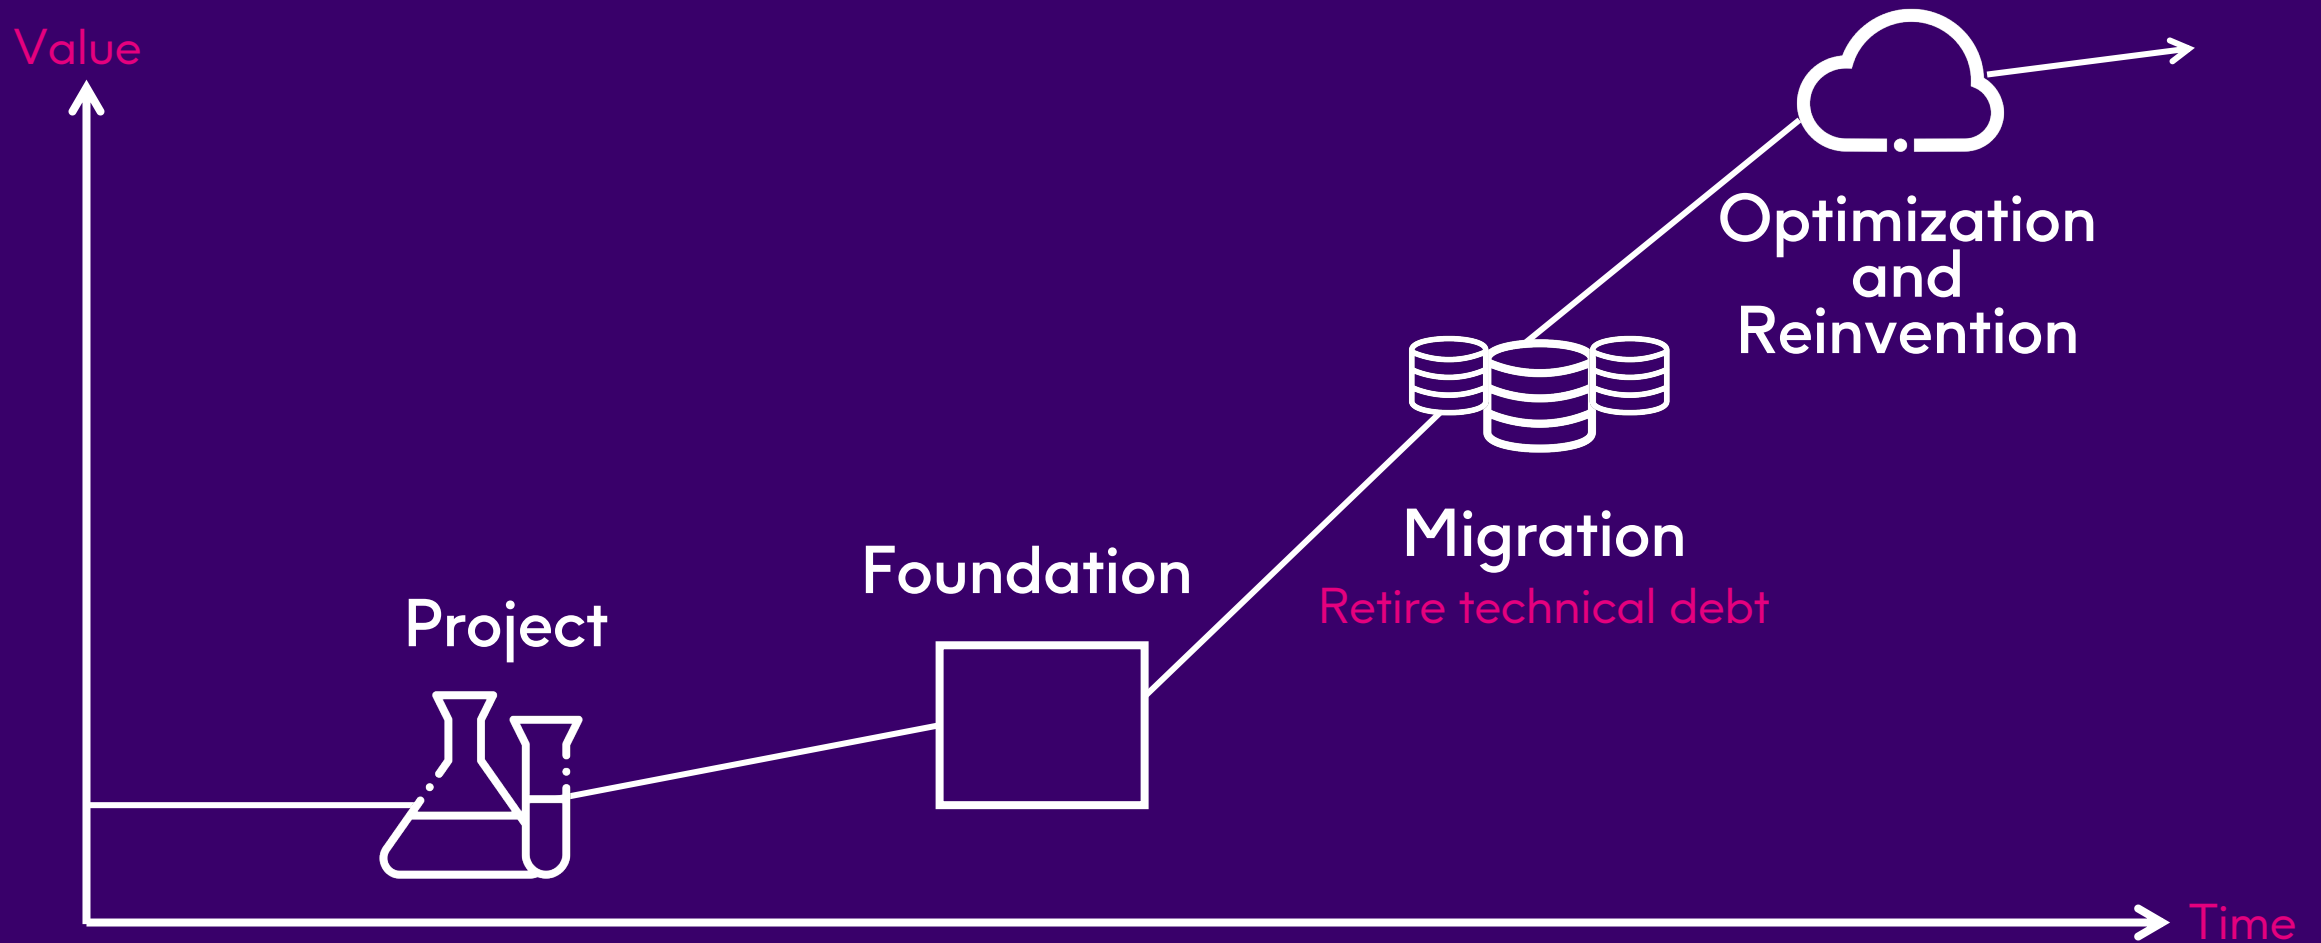 Value
Project
Foundation
Migration
Retire technical debt
Optimization
and
Reinvention
Time